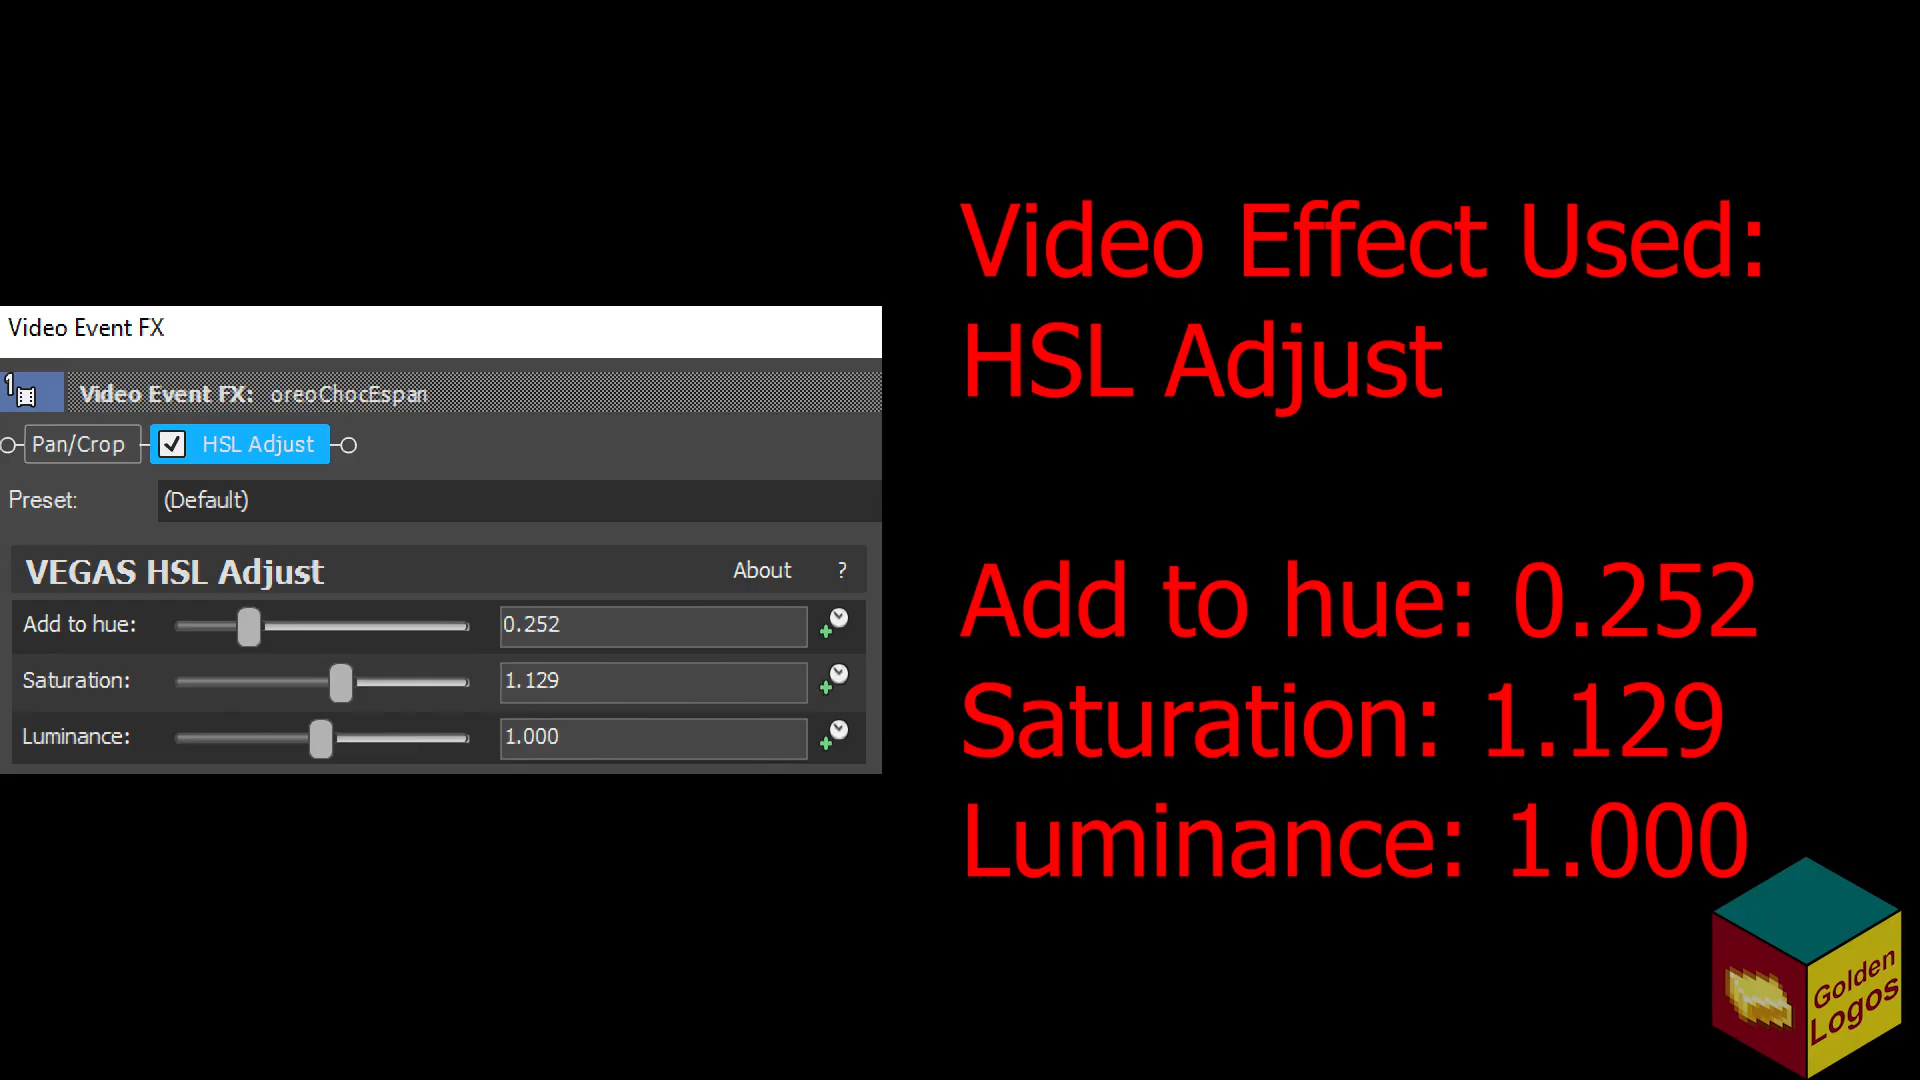 Video Event FX
1
Video Event FX: oreoChocEspan
Pan/Crop
HSL Adjust
Preset:
(Default)
VEGAS HSL Adjust
About
?
Add to hue:
0.252
Saturation:
1.129
Luminance:
1.000
Video Effect Used:
HSL Adjust
Add to hue: 0.252
Saturation: 1.129
Luminance: 1.000
Golden
Logos